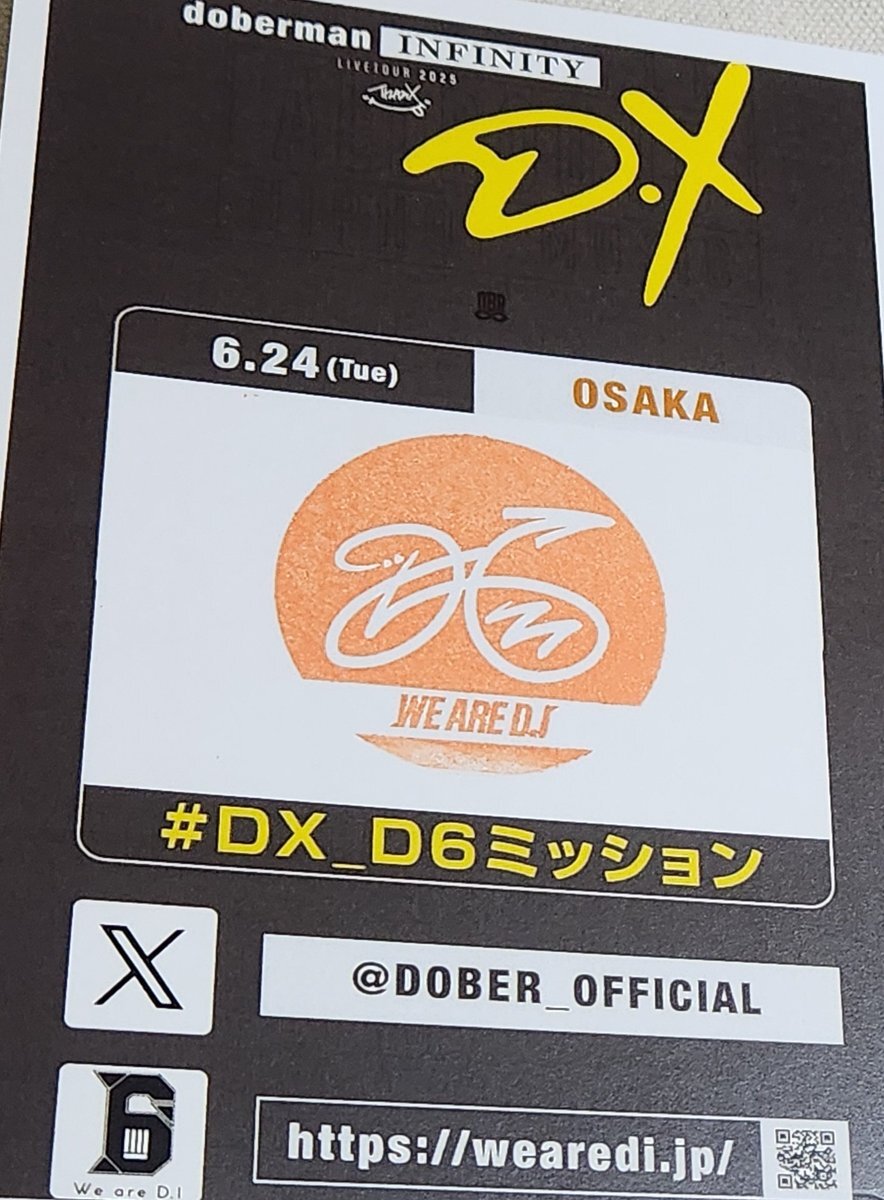 doberman INFINITY
LIVE TOUR 2025
D.X
6.24(Tue)
OSAKA
WE ARE D.I
#DX_D6ミッション
X
@DOBER_OFFICIAL
6
https://wearedi.jp/
We are D.I